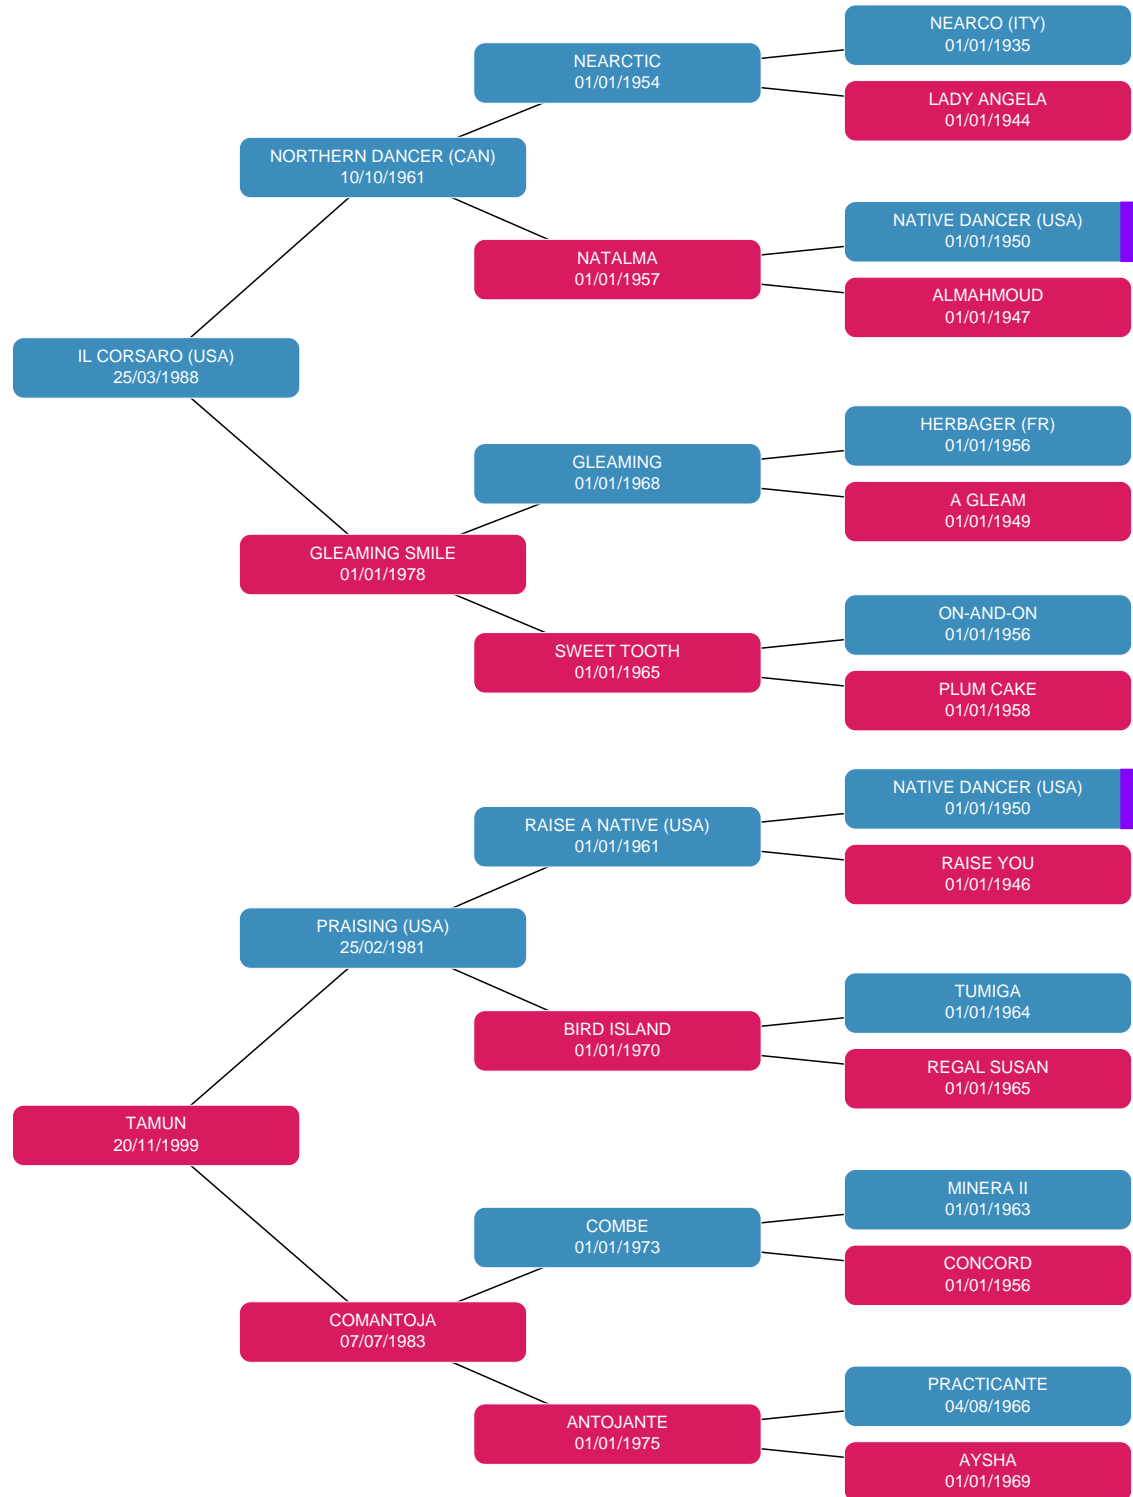 NEARCO (ITY)
01/01/1935
NEARCTIC
01/01/1954
LADY ANGELA
01/01/1944
NORTHERN DANCER (CAN)
10/10/1961
NATIVE DANCER (USA)
01/01/1950
NATALMA
01/01/1957
ALMAHMOUD
01/01/1947
IL CORSARO (USA)
25/03/1988
HERBAGER (FR)
01/01/1956
GLEAMING
01/01/1968
A GLEAM
01/01/1949
GLEAMING SMILE
01/01/1978
ON-AND-ON
01/01/1956
SWEET TOOTH
01/01/1965
PLUM CAKE
01/01/1958
NATIVE DANCER (USA)
01/01/1950
RAISE A NATIVE (USA)
01/01/1961
RAISE YOU
01/01/1946
PRAISING (USA)
25/02/1981
TUMIGA
01/01/1964
BIRD ISLAND
01/01/1970
REGAL SUSAN
01/01/1965
TAMUN
20/11/1999
MINERA II
01/01/1963
COMBE
01/01/1973
CONCORD
01/01/1956
COMANTOJA
07/07/1983
PRACTICANTE
04/08/1966
ANTOJANTE
01/01/1975
AYSHA
01/01/1969